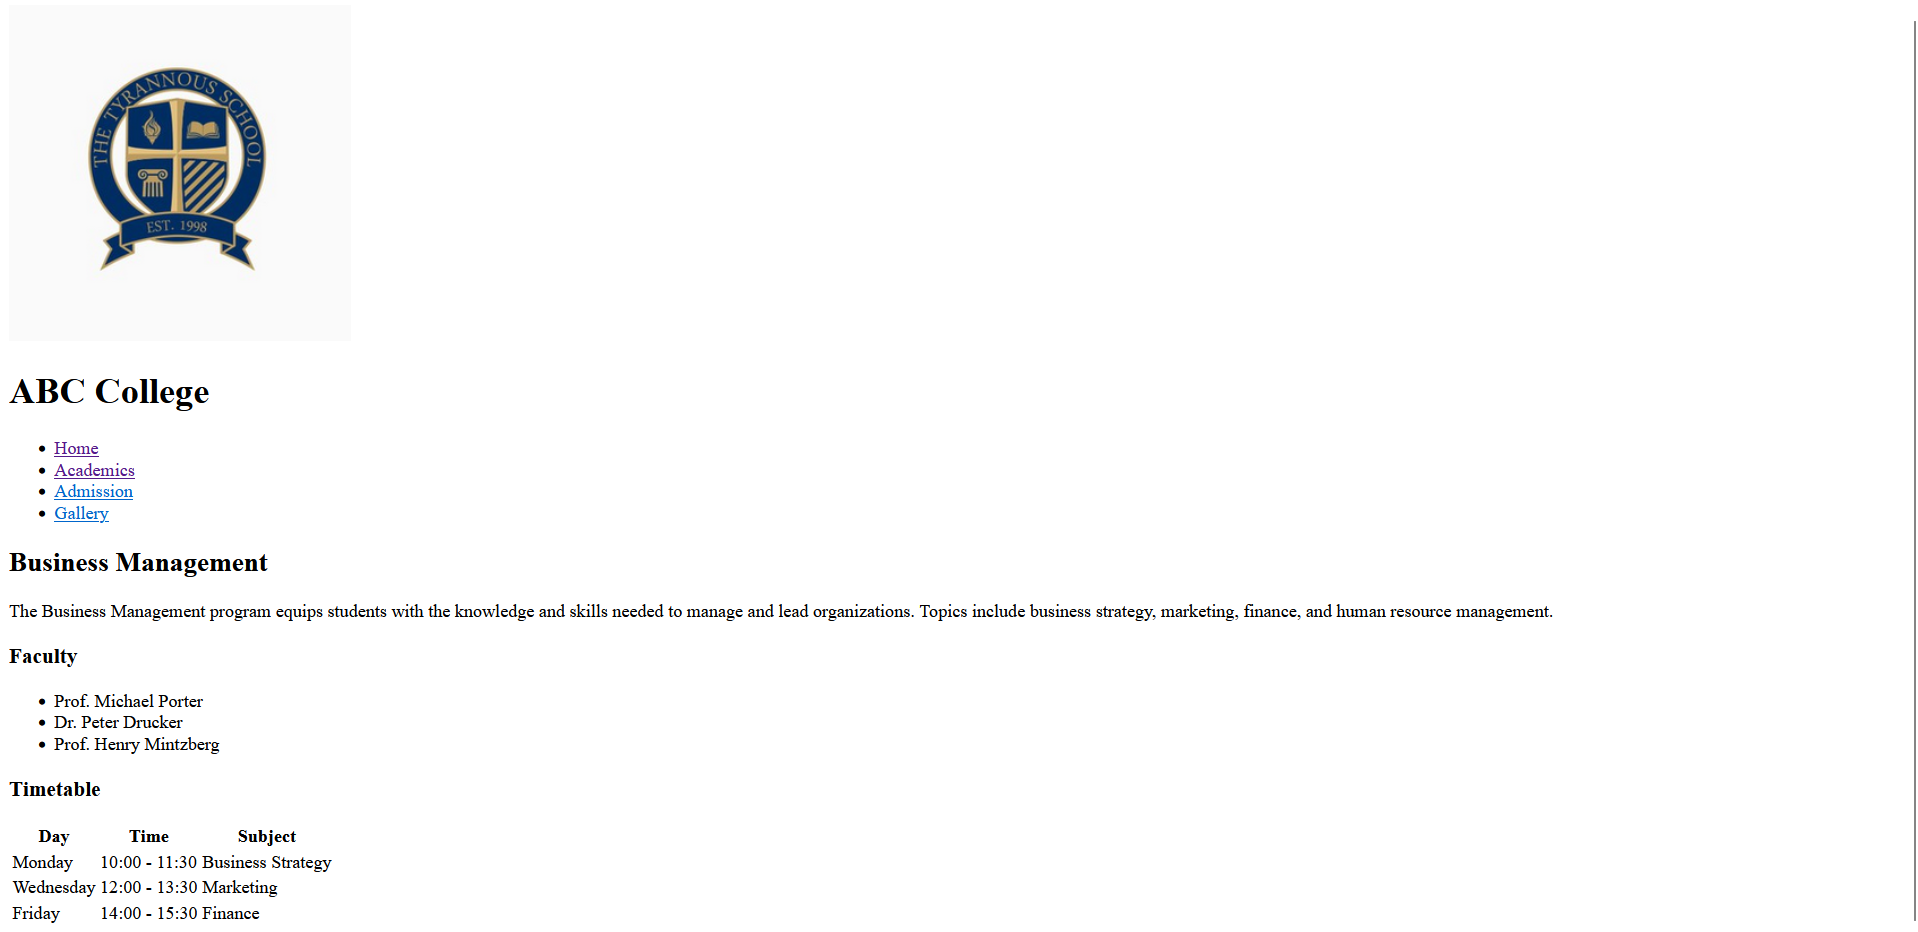 THE TYRANNOUS SCHOOL
EST. 1998
ABC College
Home
Academics
Admission
Gallery
Business Management
The Business Management program equips students with the knowledge and skills needed to manage and lead organizations. Topics include business strategy, marketing, finance, and human resource management.
Faculty
Prof. Michael Porter
Dr. Peter Drucker
Prof. Henry Mintzberg
Timetable
Day Time Subject
Monday 10:00 - 11:30 Business Strategy
Wednesday 12:00 - 13:30 Marketing
Friday 14:00 - 15:30 Finance